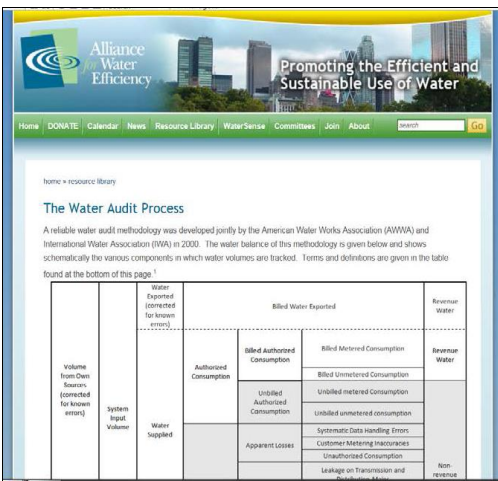 Alliance
for Water
Efficiency
Promoting the Efficient and
Sustainable Use of Water
Home DONATE Calendar News Resource Library WaterSense Committees Join About search Go
home » resource library
The Water Audit Process
A reliable water audit methodology was developed jointly by the American Water Works Association (AWWA) and
International Water Association (IWA) in 2000. The water balance of this methodology is given below and shows
schematically the various components in which water volumes are tracked. Terms and definitions are given in the table
found at the bottom of this page.1
Volume
from Own
Sources
(corrected
for known
errors)
System
Input
Volume
Water
Exported
(corrected
for known
errors)
Billed Water Exported
Revenue
Water
Water
Supplied
Authorized
Consumption
Billed Authorized
Consumption
Billed Metered Consumption
Billed Unmetered Consumption
Revenue
Water
Unbilled
Authorized
Consumption
Unbilled metered Consumption
Unbilled unmetered consumption
Apparent Losses
Systematic Data Handling Errors
Customer Metering Inaccuracies
Unauthorized Consumption
Leakage on Transmission and
Distribution Mains
Non-
revenue